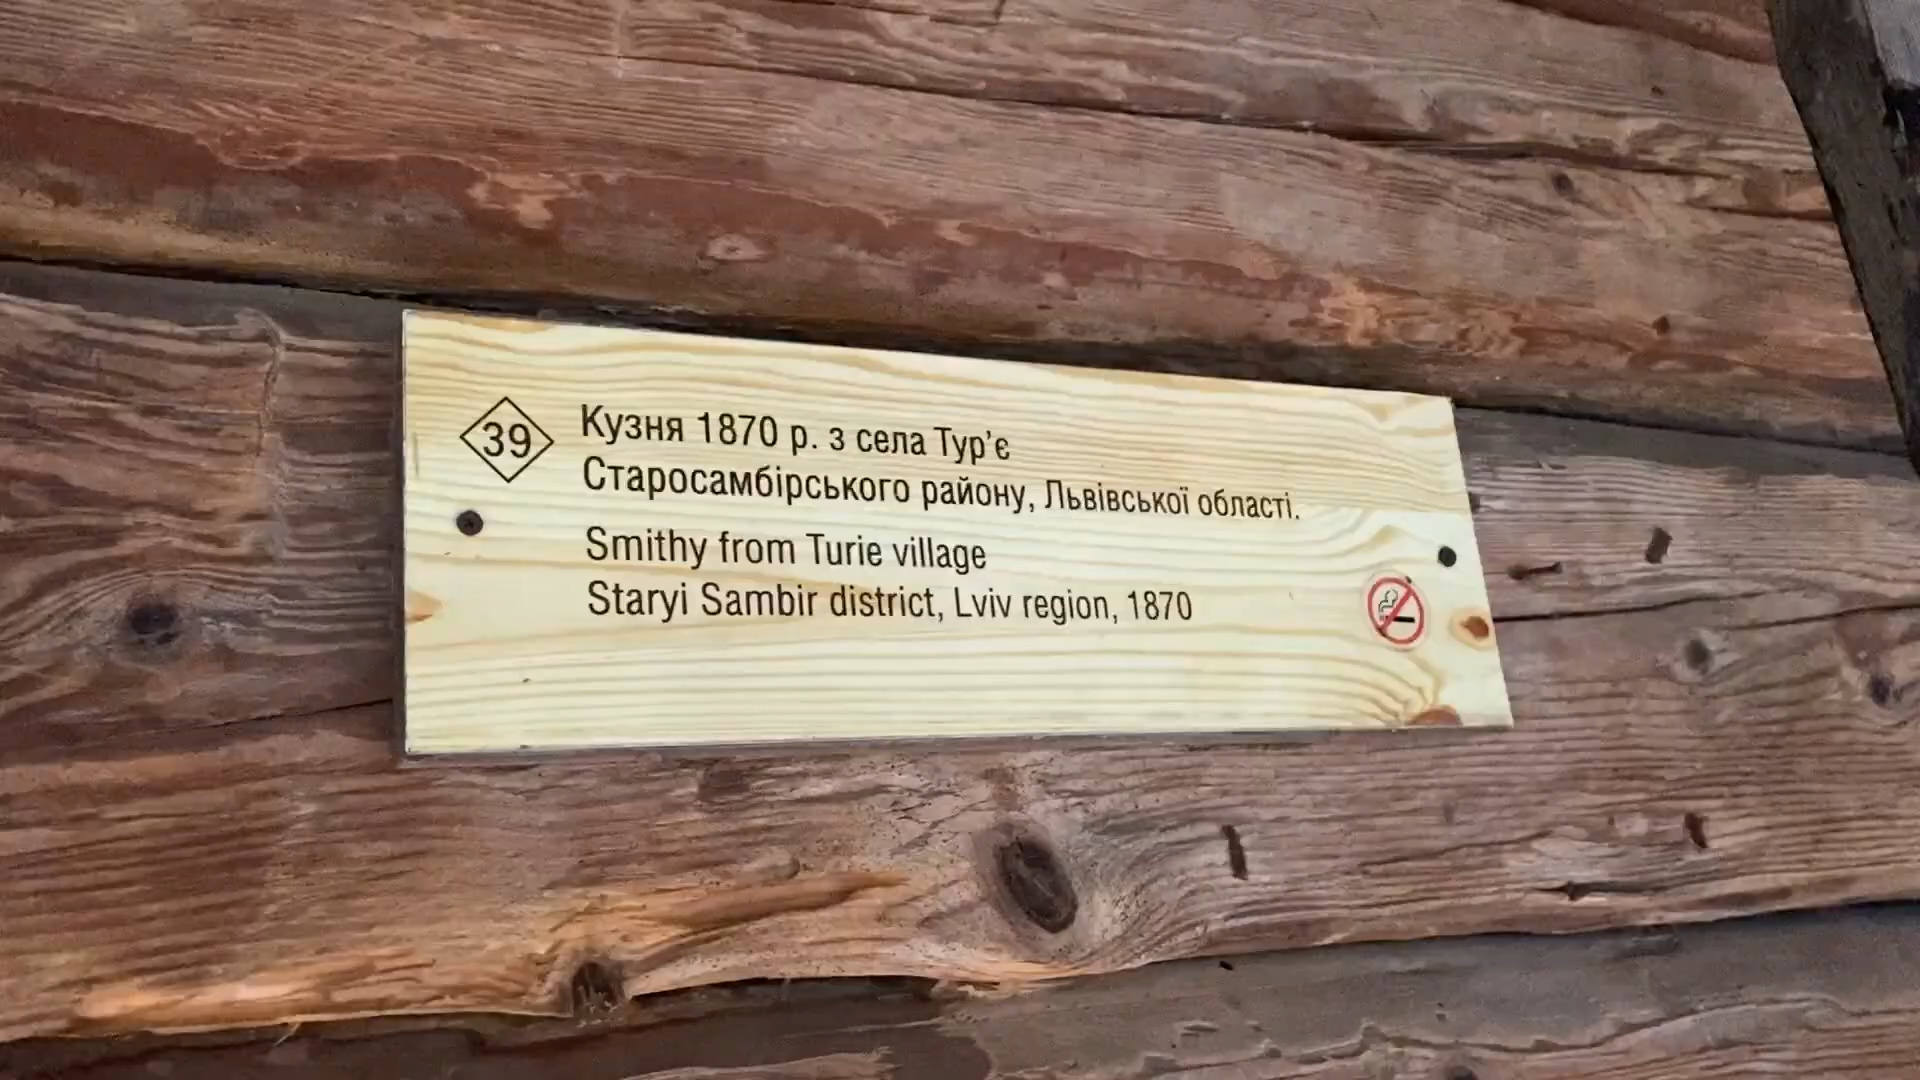 39
Кузня 1870 р. з села Тур'є
Старосамбірського району, Львівської області.
Smithy from Turie village
Staryi Sambir district, Lviv region, 1870